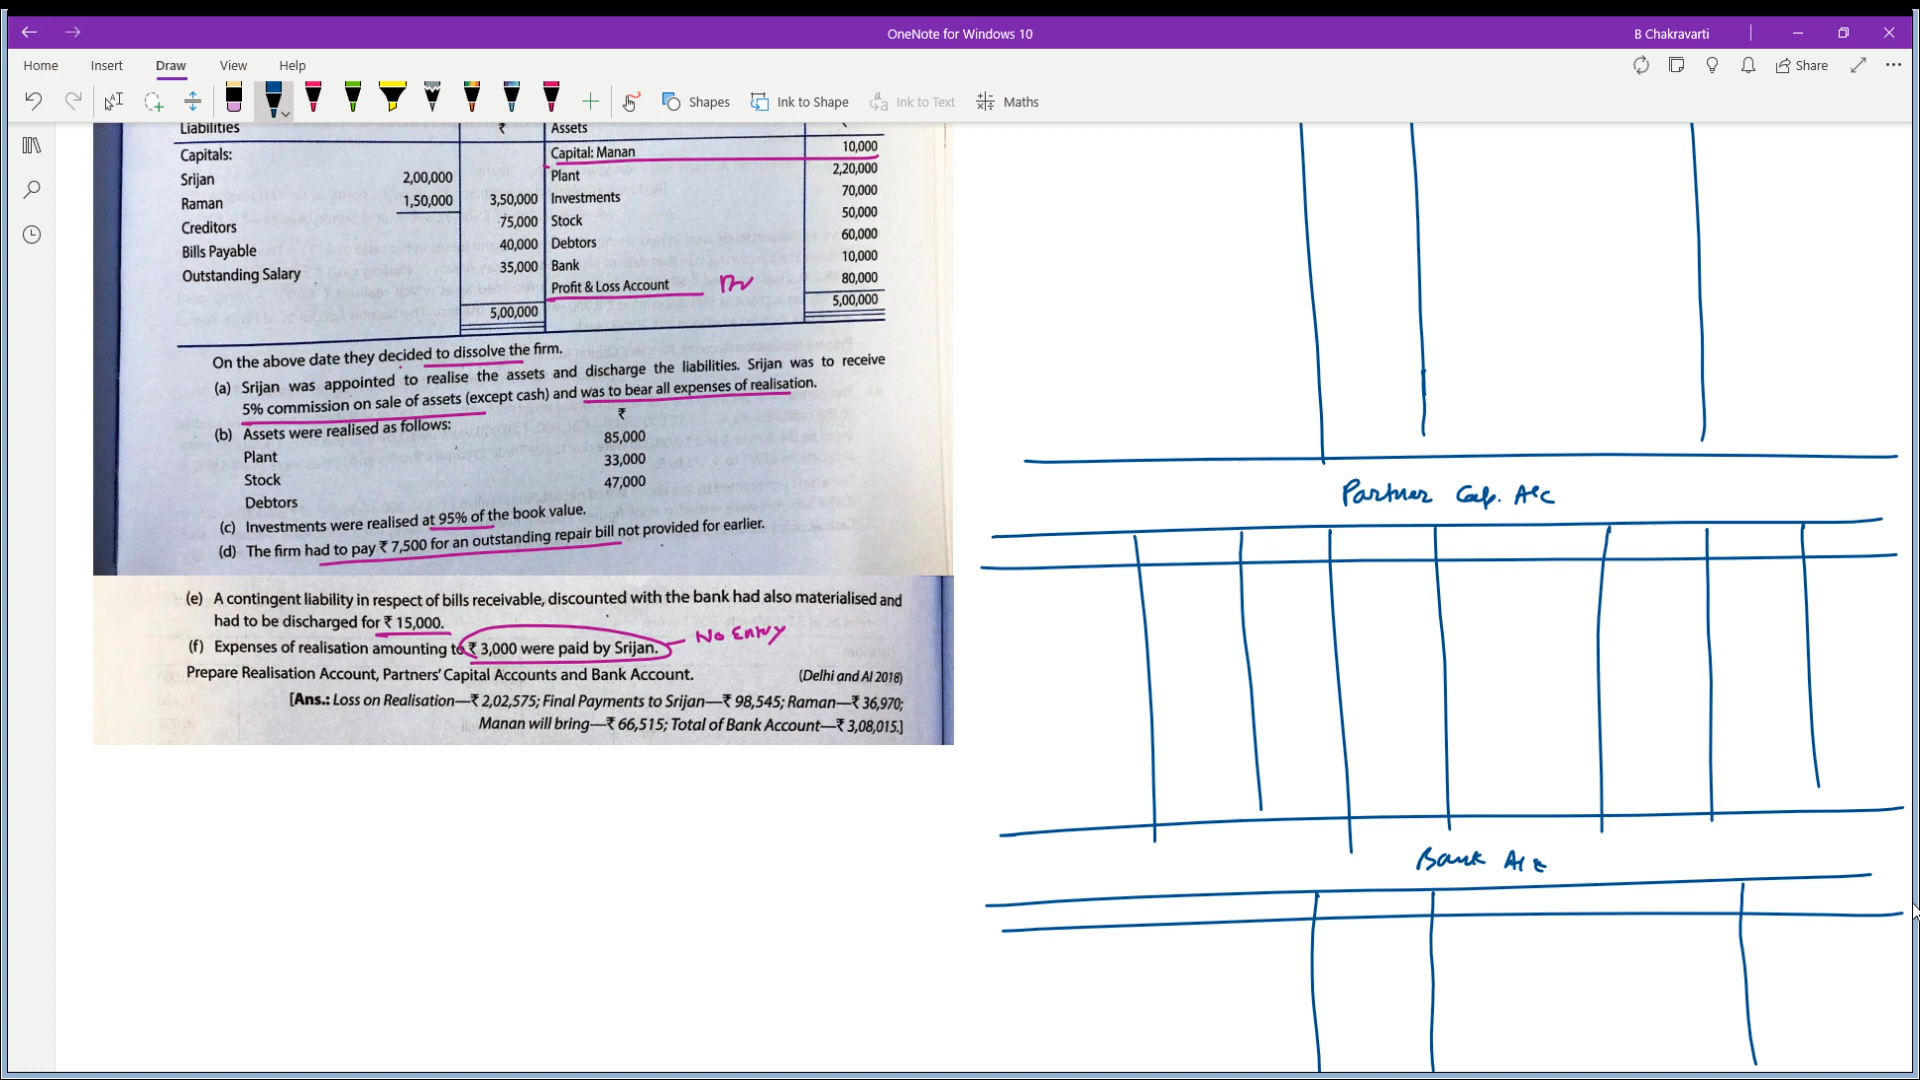 OneNote for Windows 10
B Chakravarti
Home Insert Draw View Help
Share
Shapes Ink to Shape Ink to Text Maths
Liabilities ₹ Assets
Capitals: Capital: Manan 10,000
Srijan 2,00,000 Plant 2,20,000
Raman 1,50,000 3,50,000 Investments 70,000
Creditors 75,000 Stock 50,000
Bills Payable 40,000 Debtors 60,000
Outstanding Salary 35,000 Bank 10,000
Profit & Loss Account 80,000
5,00,000 5,00,000
On the above date they decided to dissolve the firm.
(a) Srijan was appointed to realise the assets and discharge the liabilities. Srijan was to receive
5% commission on sale of assets (except cash) and was to bear all expenses of realisation.
(b) Assets were realised as follows: ₹
Plant 85,000
Stock 33,000
Debtors 47,000
(c) Investments were realised at 95% of the book value.
(d) The firm had to pay ₹ 7,500 for an outstanding repair bill not provided for earlier.
(e) A contingent liability in respect of bills receivable, discounted with the bank had also materialised and
had to be discharged for ₹ 15,000.
(f) Expenses of realisation amounting to ₹ 3,000 were paid by Srijan. No Entry
Prepare Realisation Account, Partners' Capital Accounts and Bank Account. (Delhi and AI 2018)
[Ans.: Loss on Realisation—₹ 2,02,575; Final Payments to Srijan—₹ 98,545; Raman—₹ 36,970;
Manan will bring—₹ 66,515; Total of Bank Account—₹ 3,08,015.]
Partner Cap. A/C
Bank A/c